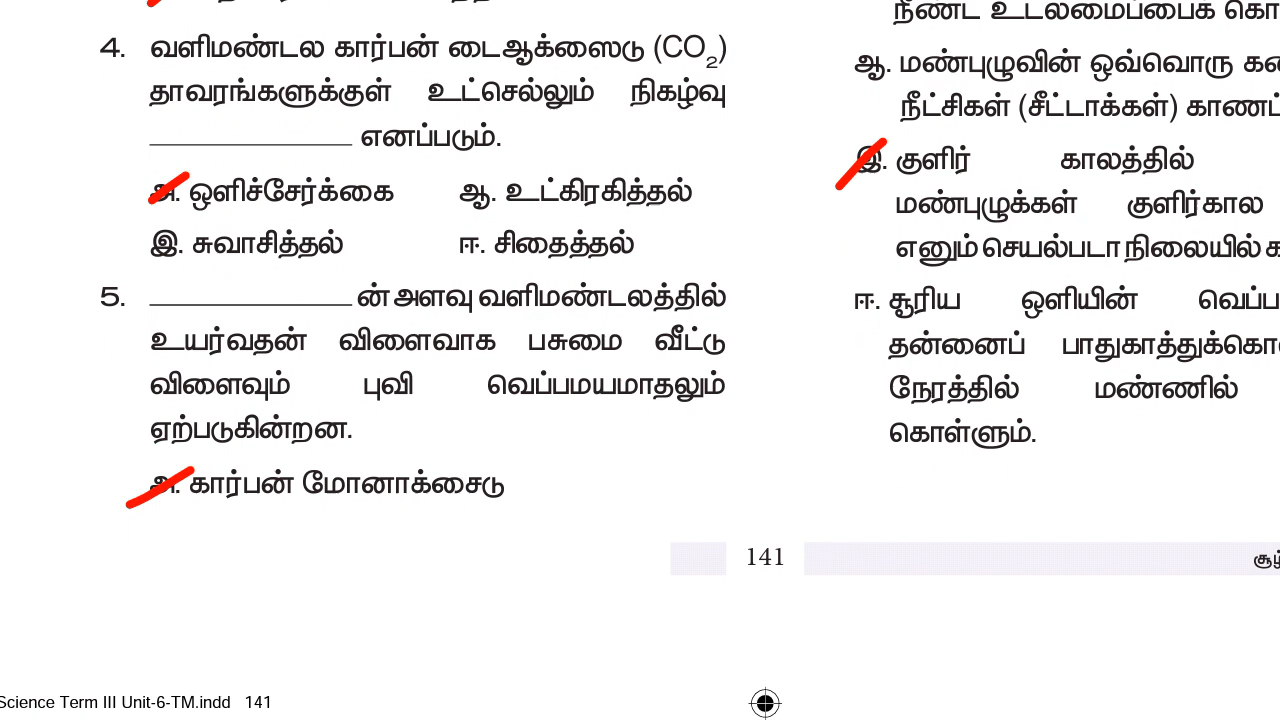 4. வளிமண்டல கார்பன் டைஆக்ஸைடு (CO₂)
தாவரங்களுக்குள் உட்செல்லும் நிகழ்வு
____________ எனப்படும்.
அ. ஒளிச்சேர்க்கை ஆ. உட்கிரகித்தல்
இ. சுவாசித்தல் ஈ. சிதைத்தல்
5. ____________ ன் அளவு வளிமண்டலத்தில்
உயர்வதன் விளைவாக பசுமை வீட்டு
விளைவும் புவி வெப்பமயமாதலும்
ஏற்படுகின்றன.
அ. கார்பன் மோனாக்சைடு
நீண்ட உடலமைப்பைக்
ஆ. மண்புழுவின் ஒவ்வொரு
நீட்சிகள் (சீட்டாக்கள்)
இ. குளிர் காலத்தில்
மண்புழுக்கள் குளிர்கால
எனும் செயல்படா நிலையில்
ஈ. சூரிய ஒளியின்
தன்னைப்
நேரத்தில் மண்ணில்
கொள்ளும்.
141
Science Term III Unit-6-TM.indd 141